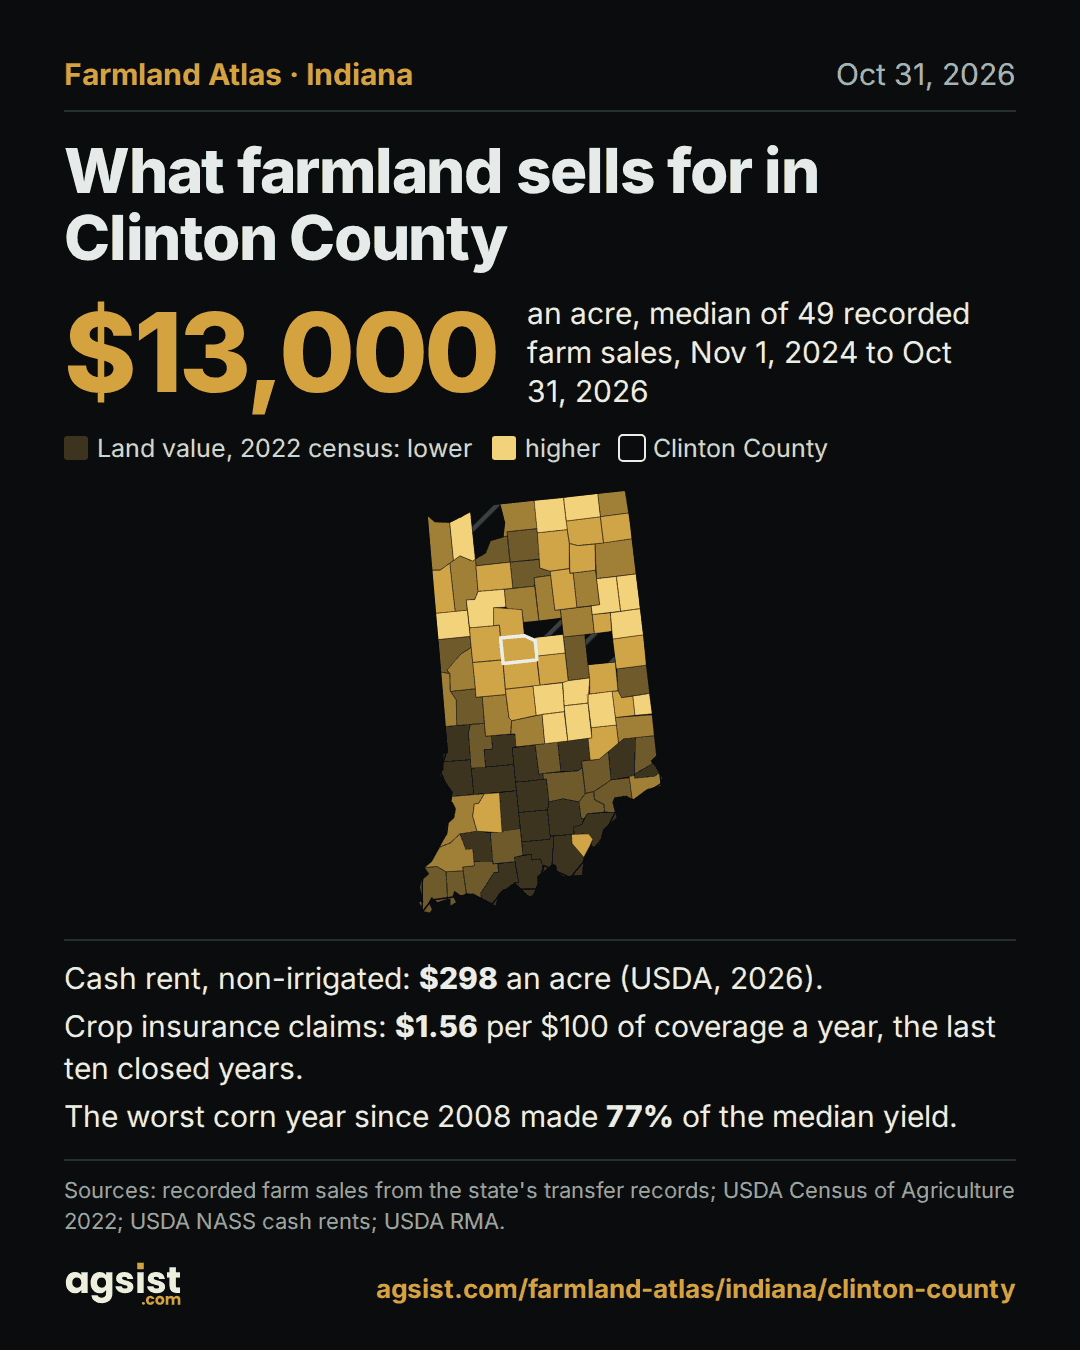 Farmland Atlas · Indiana
Oct 31, 2026
What farmland sells for in
Clinton County
$13,000
an acre, median of 49 recorded
farm sales, Nov 1, 2024 to Oct
31, 2026
Land value, 2022 census: lower
higher
Clinton County
Cash rent, non-irrigated: $298 an acre (USDA, 2026).
Crop insurance claims: $1.56 per $100 of coverage a year, the last
ten closed years.
The worst corn year since 2008 made 77% of the median yield.
Sources: recorded farm sales from the state's transfer records; USDA Census of Agriculture
2022; USDA NASS cash rents; USDA RMA.
agsist
.com
agsist.com/farmland-atlas/indiana/clinton-county